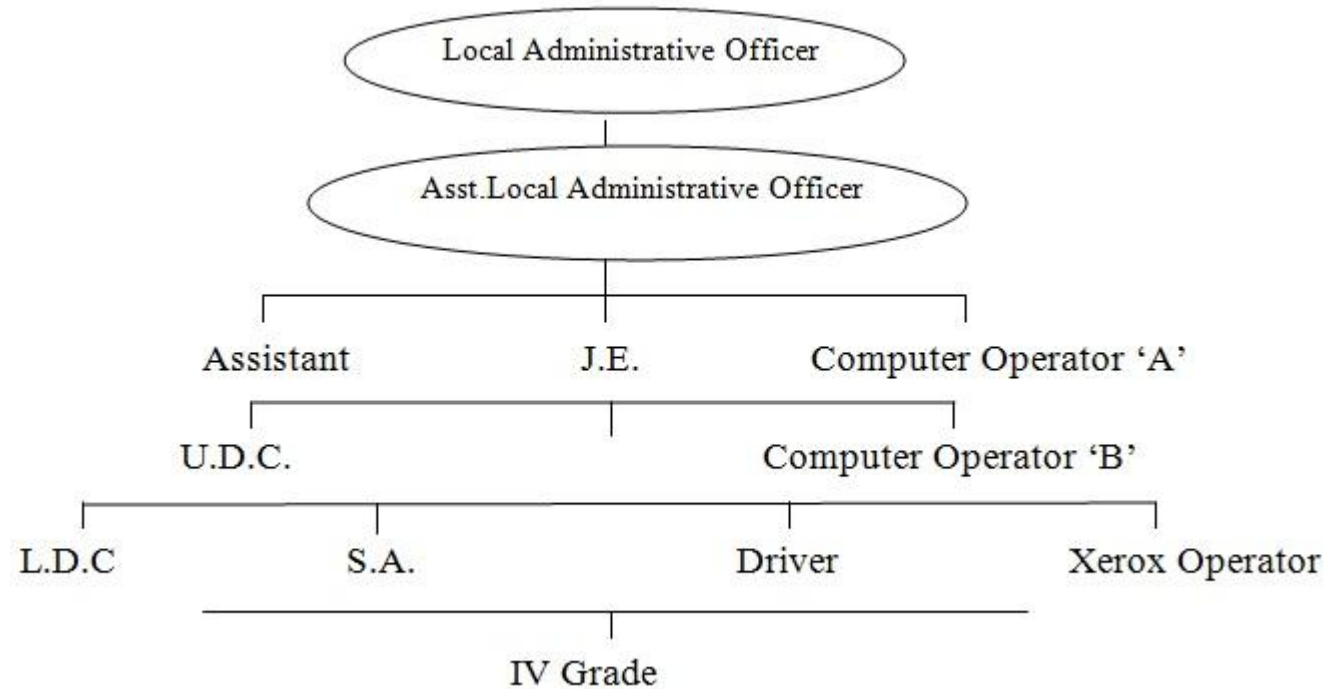 Local Administrative Officer
Asst.Local Administrative Officer
Assistant J.E. Computer Operator ‘A’
U.D.C. Computer Operator ‘B’
L.D.C S.A. Driver Xerox Operator
IV Grade